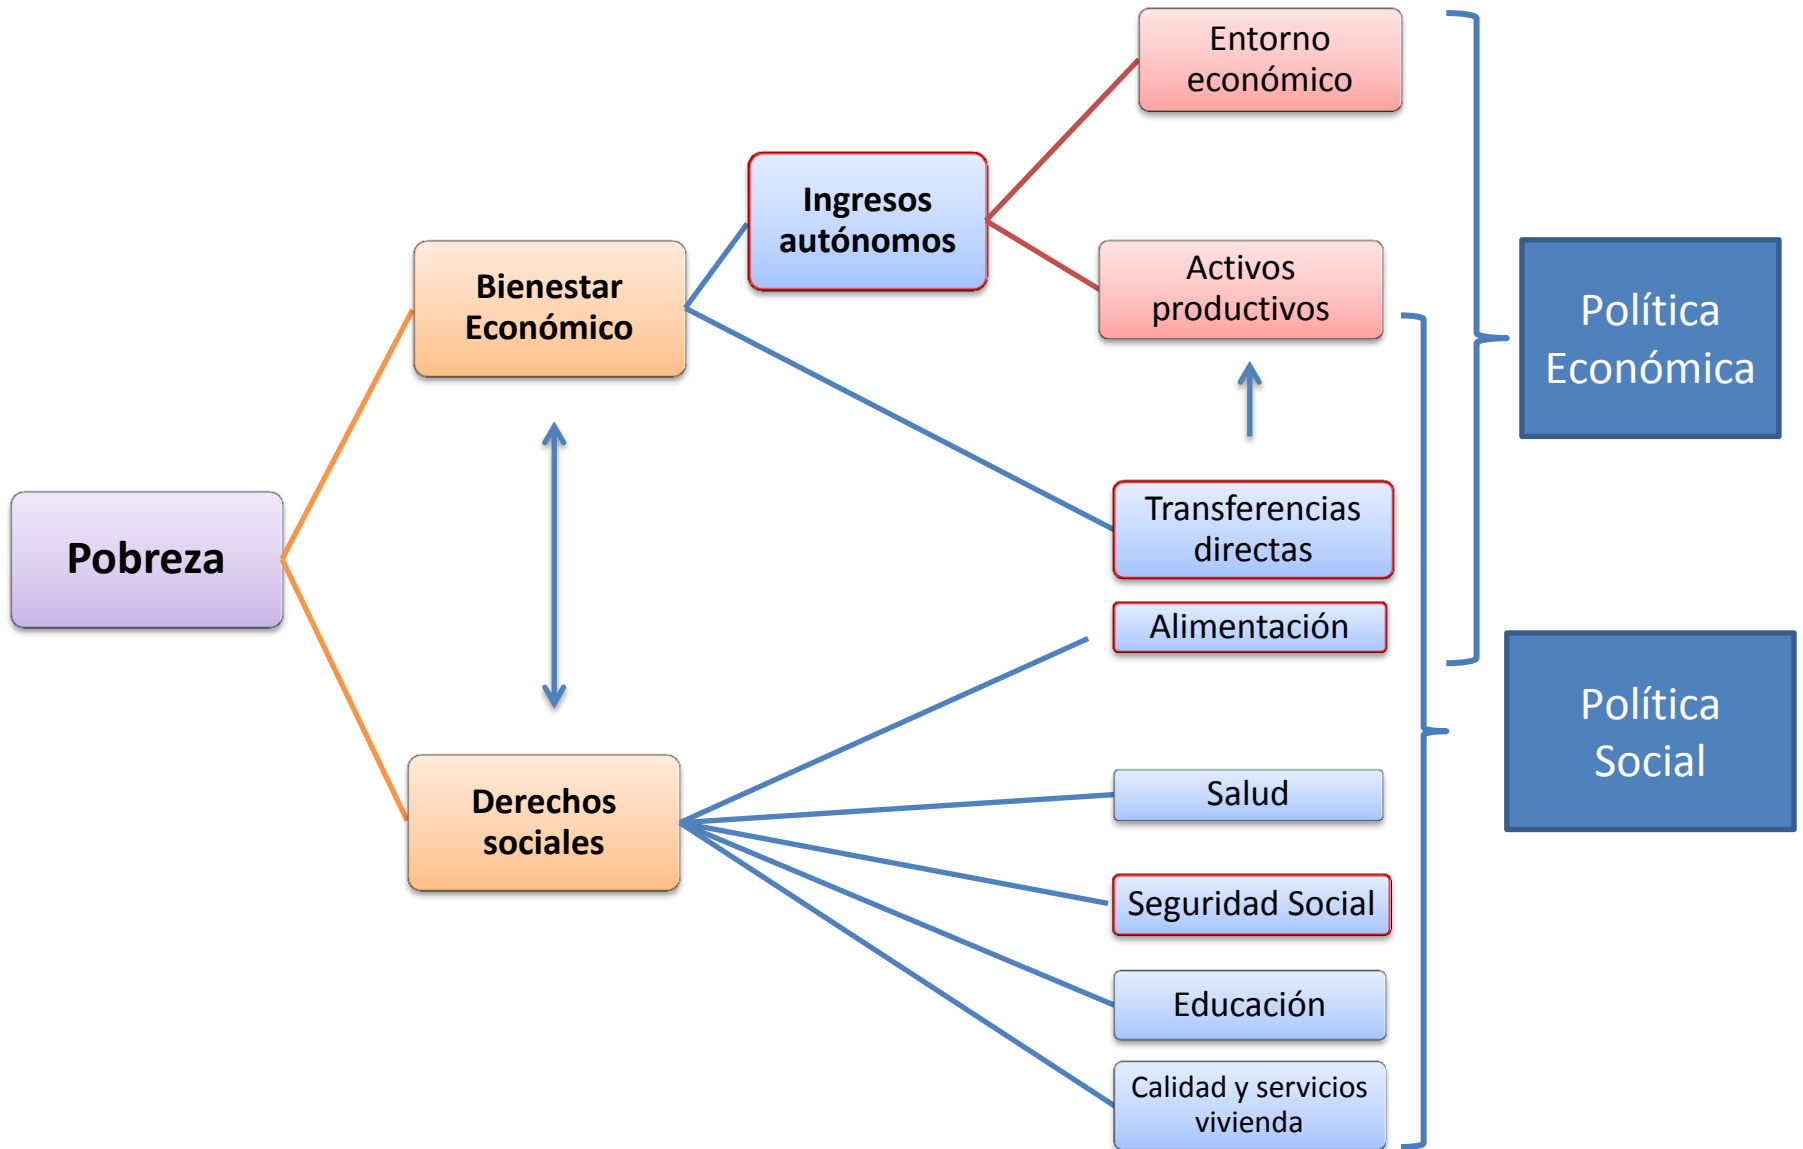 Entorno
económico
Ingresos
autónomos
Bienestar
Económico
Activos
productivos
Política
Económica
Pobreza
Transferencias
directas
Alimentación
Política
Social
Derechos
sociales
Salud
Seguridad Social
Educación
Calidad y servicios
vivienda